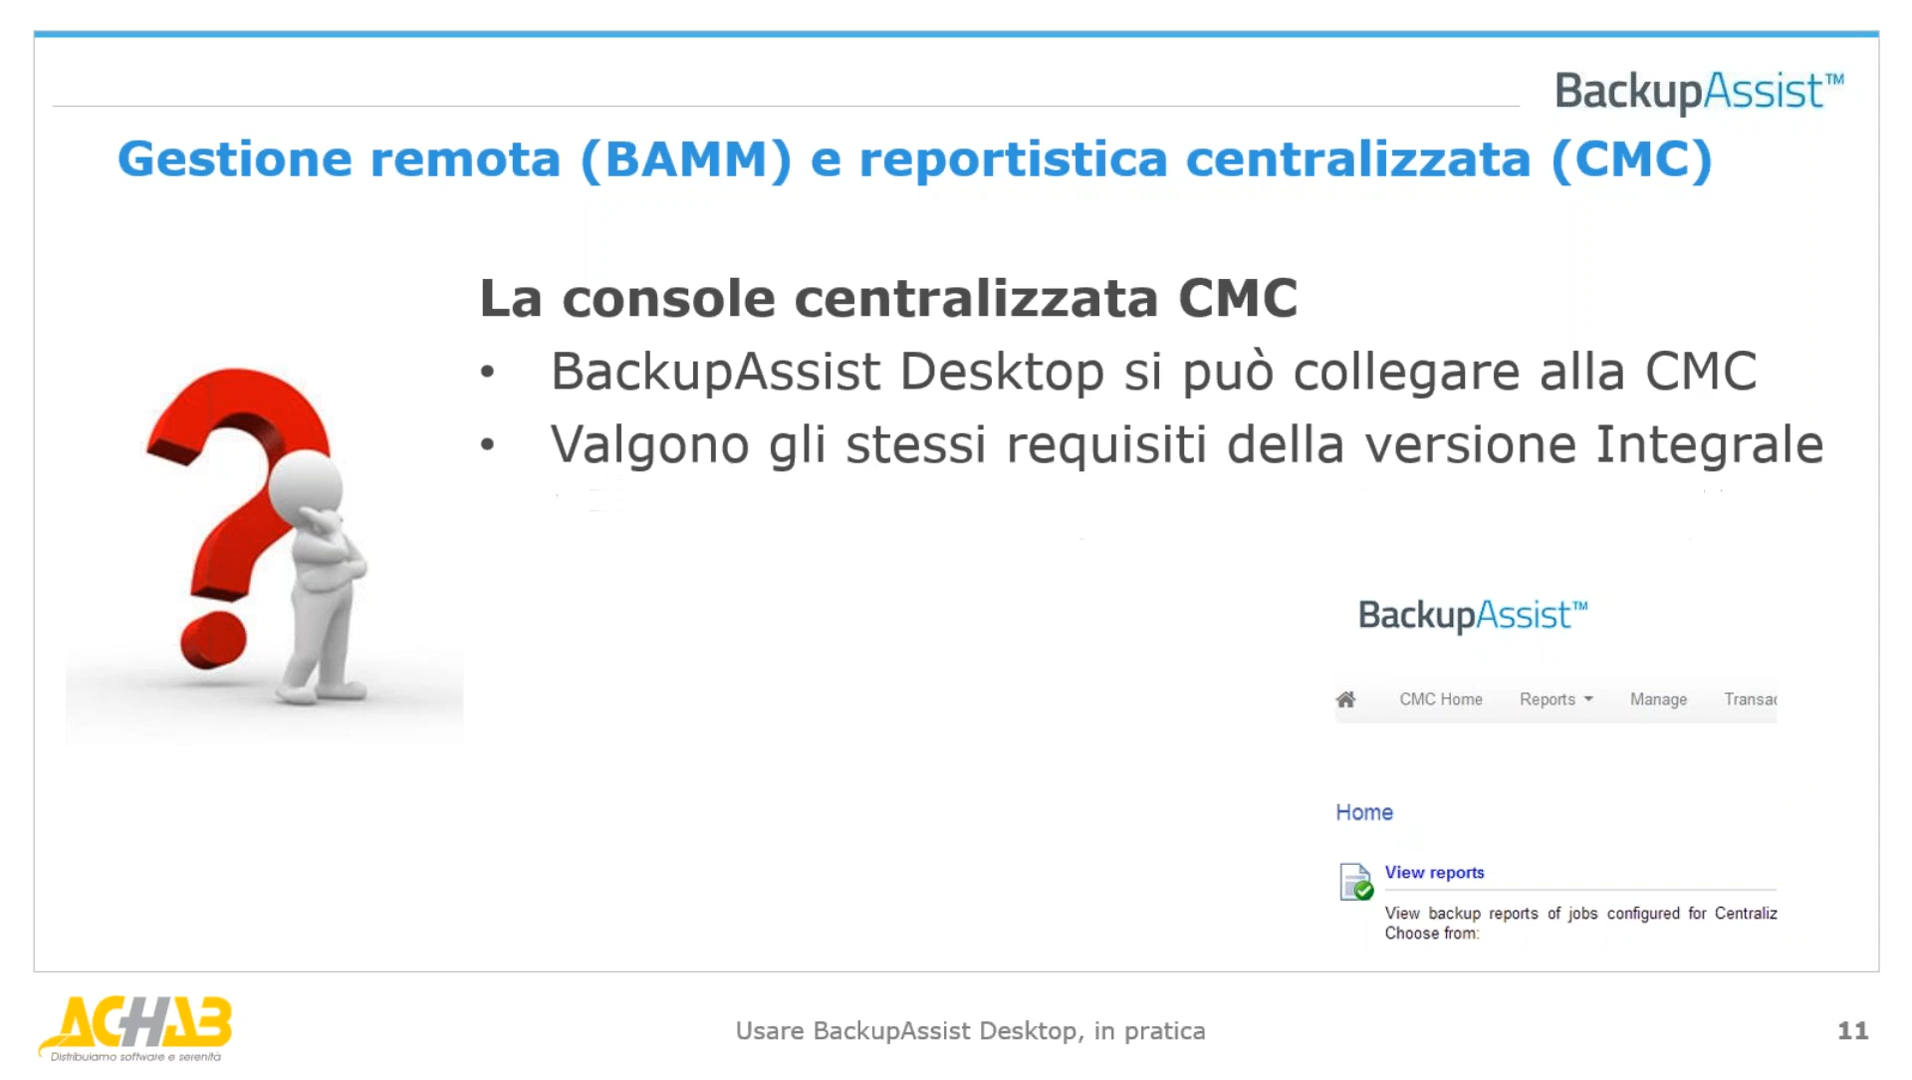 BackupAssist™
Gestione remota (BAMM) e reportistica centralizzata (CMC)
La console centralizzata CMC
• BackupAssist Desktop si può collegare alla CMC
• Valgono gli stessi requisiti della versione Integrale
BackupAssist™
CMC Home Reports Manage Transac
Home
View reports
View backup reports of jobs configured for Centraliz
Choose from:
ACHAB
Distribuiamo software e serenità
Usare BackupAssist Desktop, in pratica
11